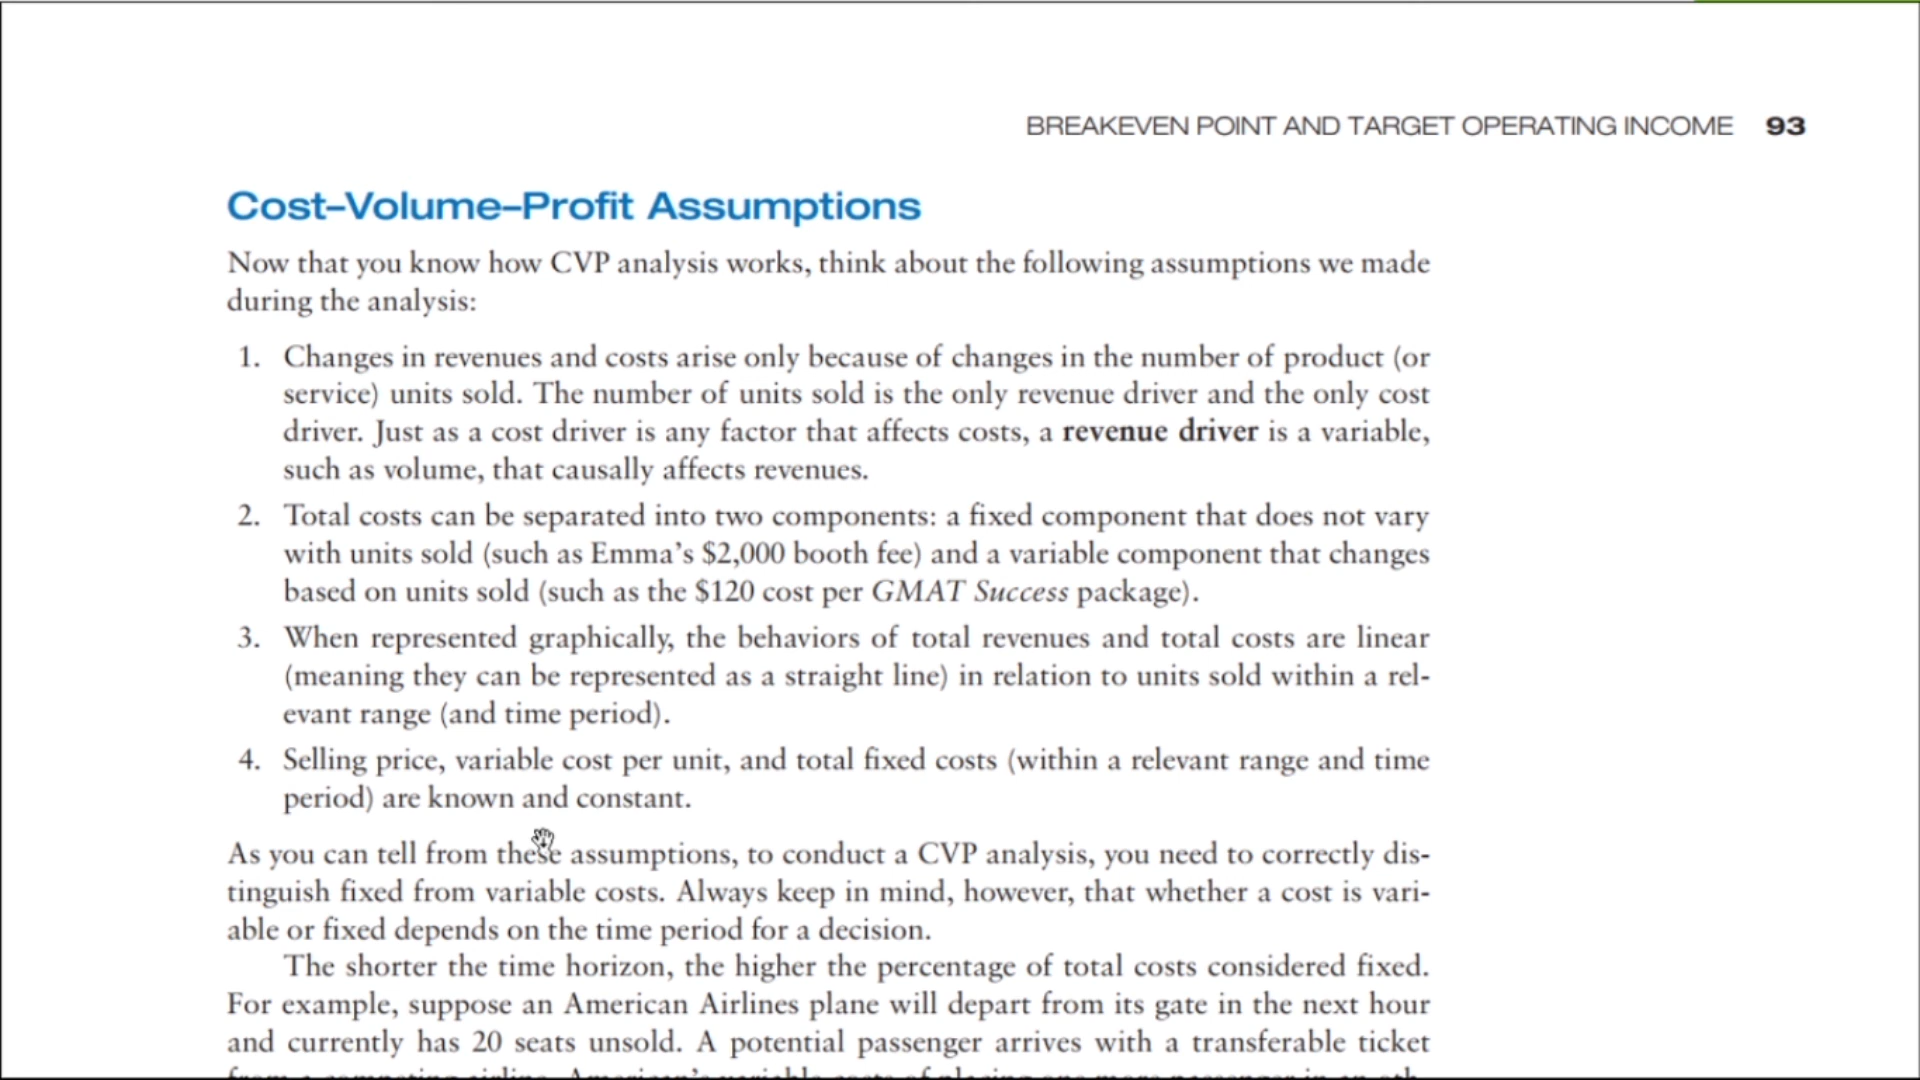 BREAKEVEN POINT AND TARGET OPERATING INCOME 93
Cost–Volume–Profit Assumptions
Now that you know how CVP analysis works, think about the following assumptions we made
during the analysis:
1. Changes in revenues and costs arise only because of changes in the number of product (or
service) units sold. The number of units sold is the only revenue driver and the only cost
driver. Just as a cost driver is any factor that affects costs, a revenue driver is a variable,
such as volume, that causally affects revenues.
2. Total costs can be separated into two components: a fixed component that does not vary
with units sold (such as Emma's $2,000 booth fee) and a variable component that changes
based on units sold (such as the $120 cost per GMAT Success package).
3. When represented graphically, the behaviors of total revenues and total costs are linear
(meaning they can be represented as a straight line) in relation to units sold within a rel-
evant range (and time period).
4. Selling price, variable cost per unit, and total fixed costs (within a relevant range and time
period) are known and constant.
As you can tell from these assumptions, to conduct a CVP analysis, you need to correctly dis-
tinguish fixed from variable costs. Always keep in mind, however, that whether a cost is vari-
able or fixed depends on the time period for a decision.
The shorter the time horizon, the higher the percentage of total costs considered fixed.
For example, suppose an American Airlines plane will depart from its gate in the next hour
and currently has 20 seats unsold. A potential passenger arrives with a transferable ticket